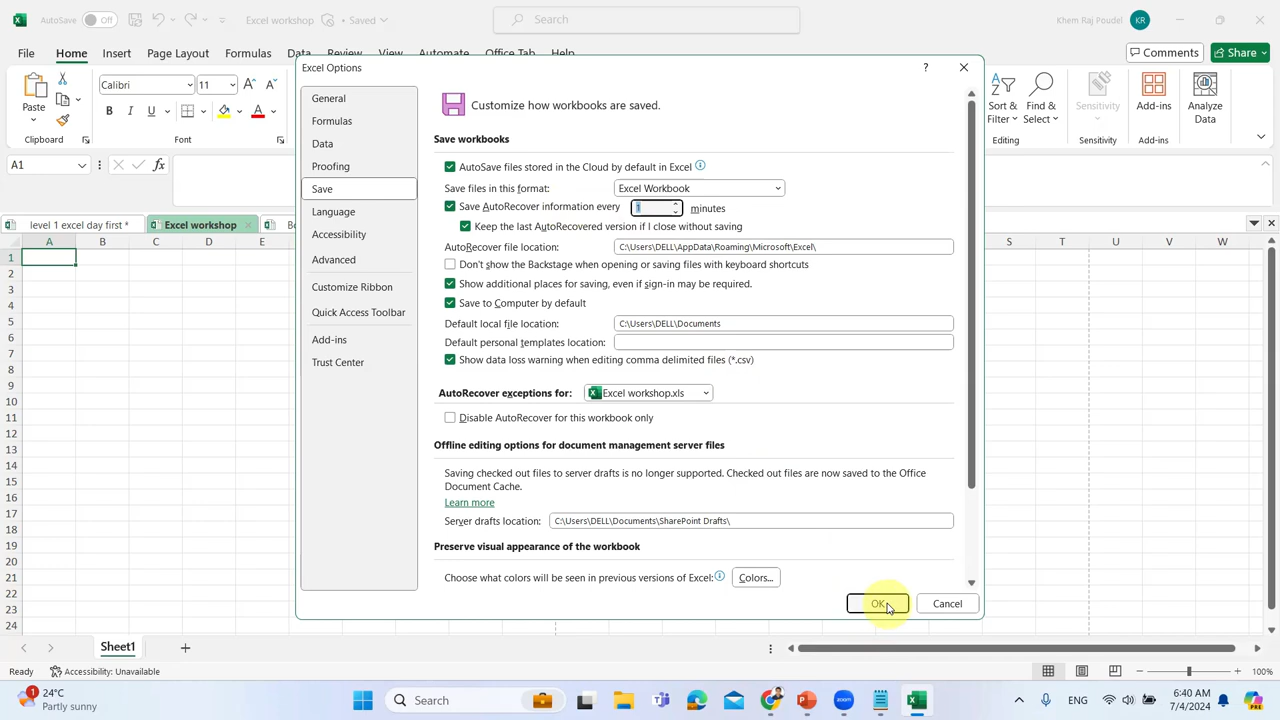 AutoSave Off Excel workshop • Saved Search Khem Raj Poudel KR
File Home Insert Page Layout Formulas Data Review View Automate Office Tab Help Comments Share
Excel Options
Paste Calibri 11 B I U A Sort & Filter Find & Select Sensitivity Add-ins Analyze Data
Clipboard Font Editing Sensitivity Add-ins
A1 fx
General
Formulas
Data
Proofing
Save
Language
Accessibility
Advanced
Customize Ribbon
Quick Access Toolbar
Add-ins
Trust Center
Customize how workbooks are saved.
Save workbooks
AutoSave files stored in the Cloud by default in Excel
Save files in this format: Excel Workbook
Save AutoRecover information every 1 minutes
Keep the last AutoRecovered version if I close without saving
AutoRecover file location: C:\Users\DELL\AppData\Roaming\Microsoft\Excel\
Don't show the Backstage when opening or saving files with keyboard shortcuts
Show additional places for saving, even if sign-in may be required.
Save to Computer by default
Default local file location: C:\Users\DELL\Documents
Default personal templates location:
Show data loss warning when editing comma delimited files (*.csv)
AutoRecover exceptions for: Excel workshop.xls
Disable AutoRecover for this workbook only
Offline editing options for document management server files
Saving checked out files to server drafts is no longer supported. Checked out files are now saved to the Office
Document Cache.
Learn more
Server drafts location: C:\Users\DELL\Documents\SharePoint Drafts\
Preserve visual appearance of the workbook
Choose what colors will be seen in previous versions of Excel: Colors...
OK Cancel
level 1 excel day first * Excel workshop
A B C D E S T U V W
1
2
3
4
5
6
7
8
9
10
11
12
13
14
15
16
17
18
19
20
21
22
23
24
Sheet1
Ready Accessibility: Unavailable 100%
1 24°C
Partly sunny
Search
ENG
6:40 AM
7/4/2024